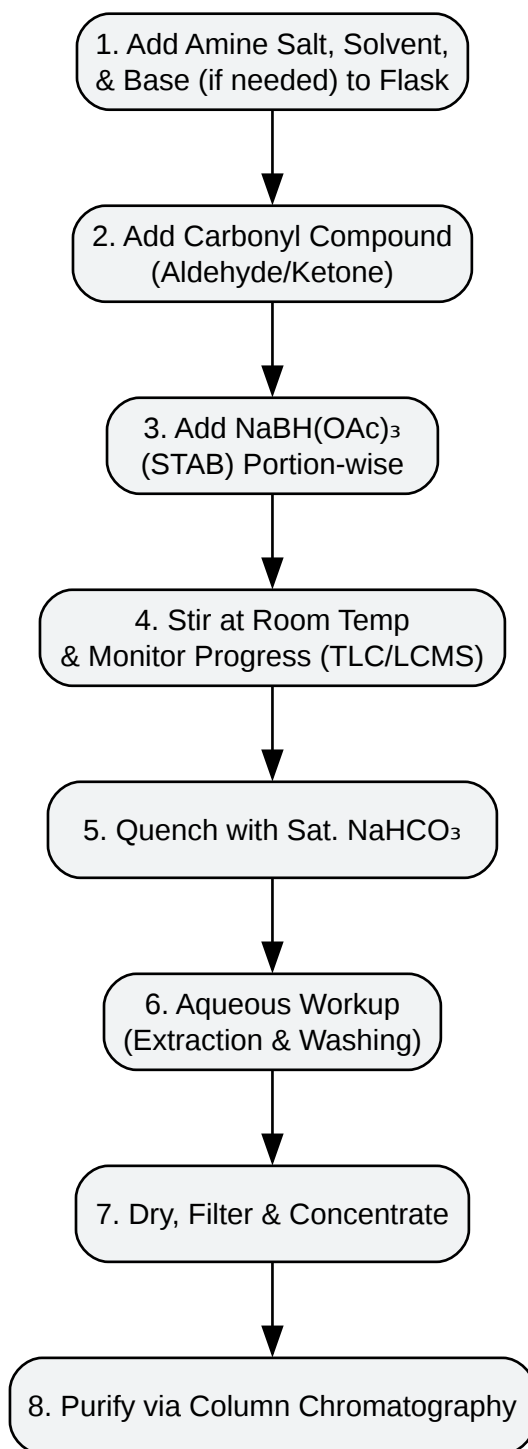 1. Add Amine Salt, Solvent,
& Base (if needed) to Flask
2. Add Carbonyl Compound
(Aldehyde/Ketone)
3. Add NaBH(OAc)₃
(STAB) Portion-wise
4. Stir at Room Temp
& Monitor Progress (TLC/LCMS)
5. Quench with Sat. NaHCO₃
6. Aqueous Workup
(Extraction & Washing)
7. Dry, Filter & Concentrate
8. Purify via Column Chromatography